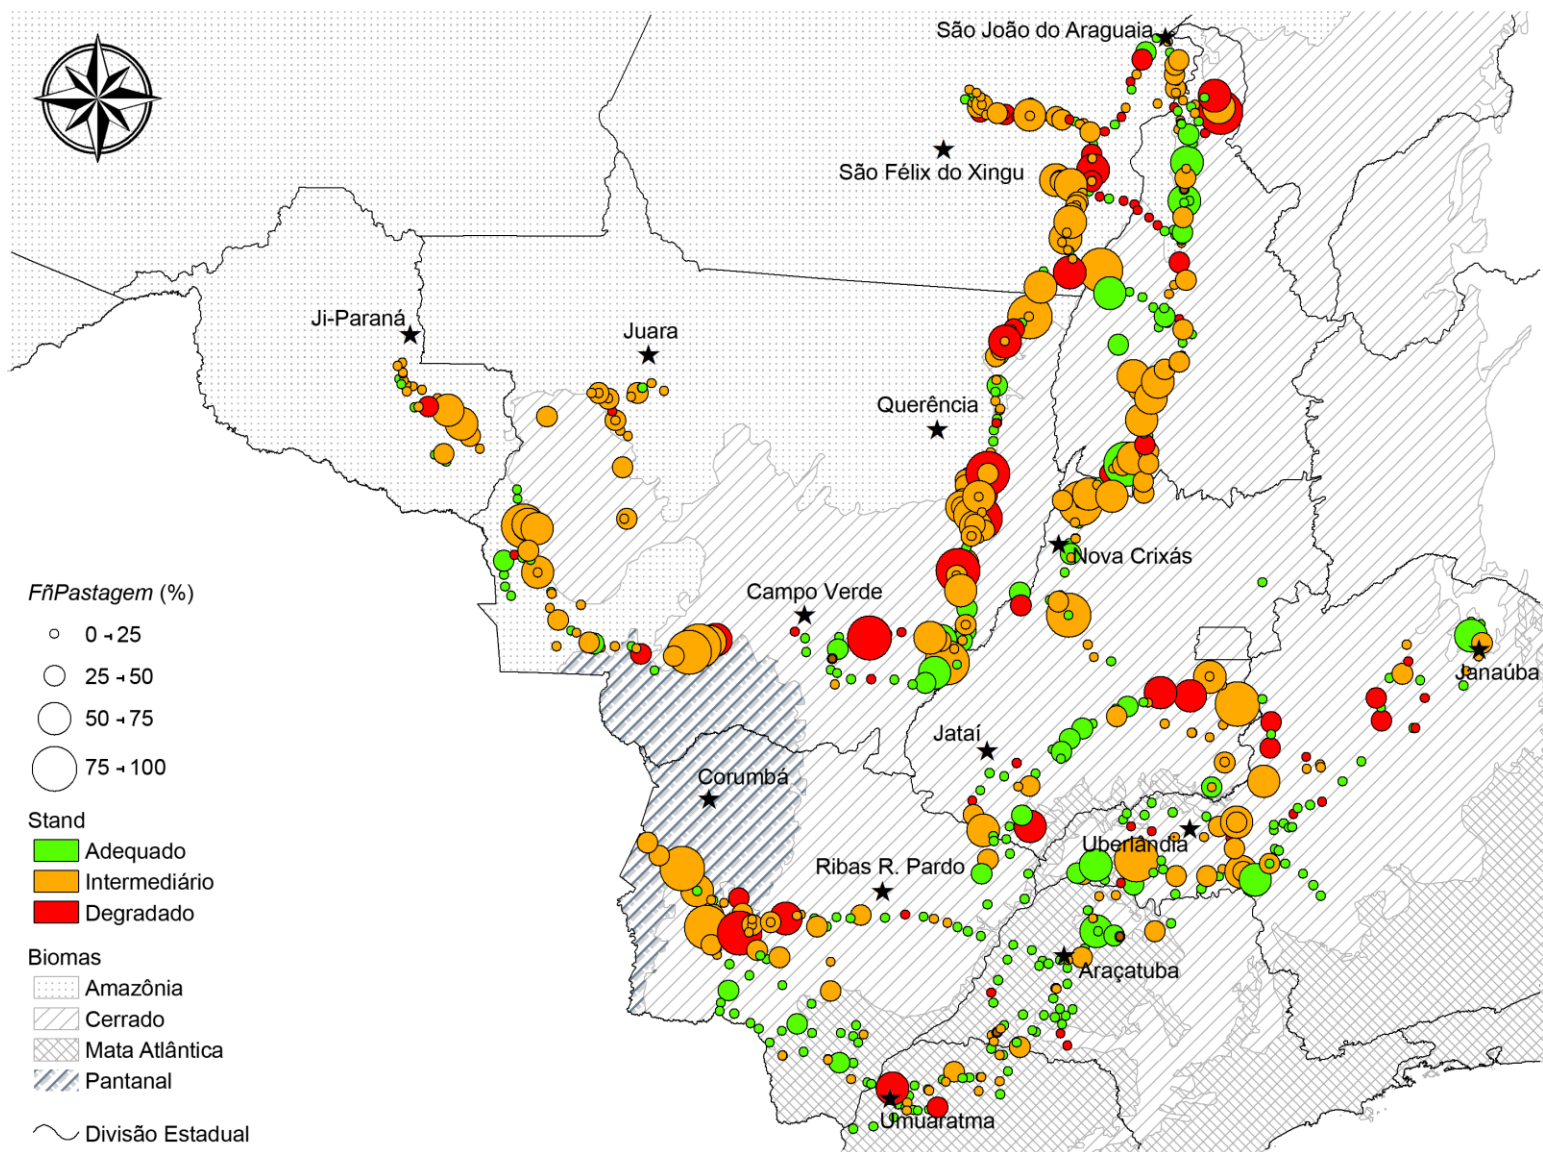 São João do Araguaia
São Félix do Xingu
Ji-Paraná
Juara
Querência
Nova Crixás
Campo Verde
Janaúba
Jataí
Corumbá
Uberlândia
Ribas R. Pardo
Araçatuba
Umuaratma
FñPastagem (%)
0 ⊣ 25
25 ⊣ 50
50 ⊣ 75
75 ⊣ 100
Stand
Adequado
Intermediário
Degradado
Biomas
Amazônia
Cerrado
Mata Atlântica
Pantanal
Divisão Estadual